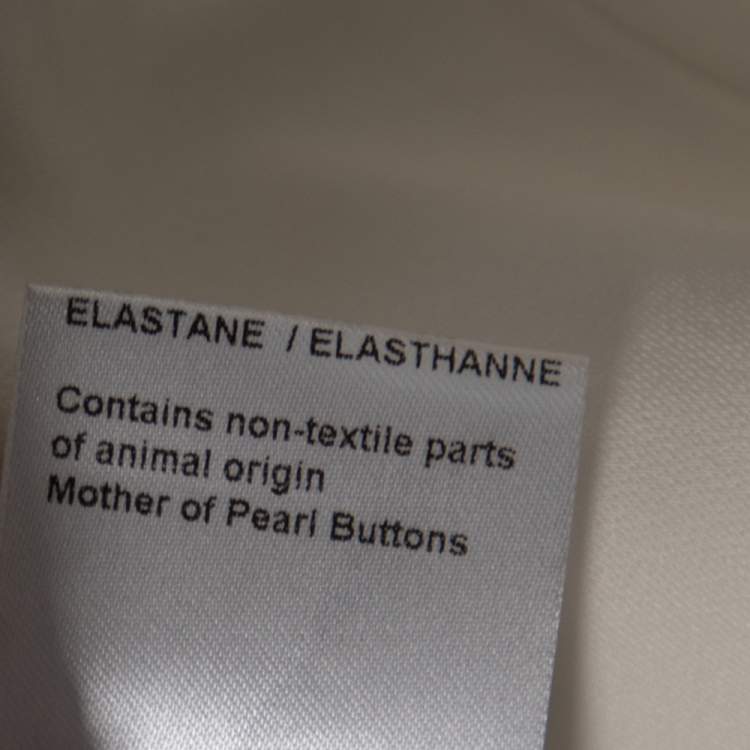 ELASTANE / ELASTHANNE
Contains non-textile parts
of animal origin
Mother of Pearl Buttons